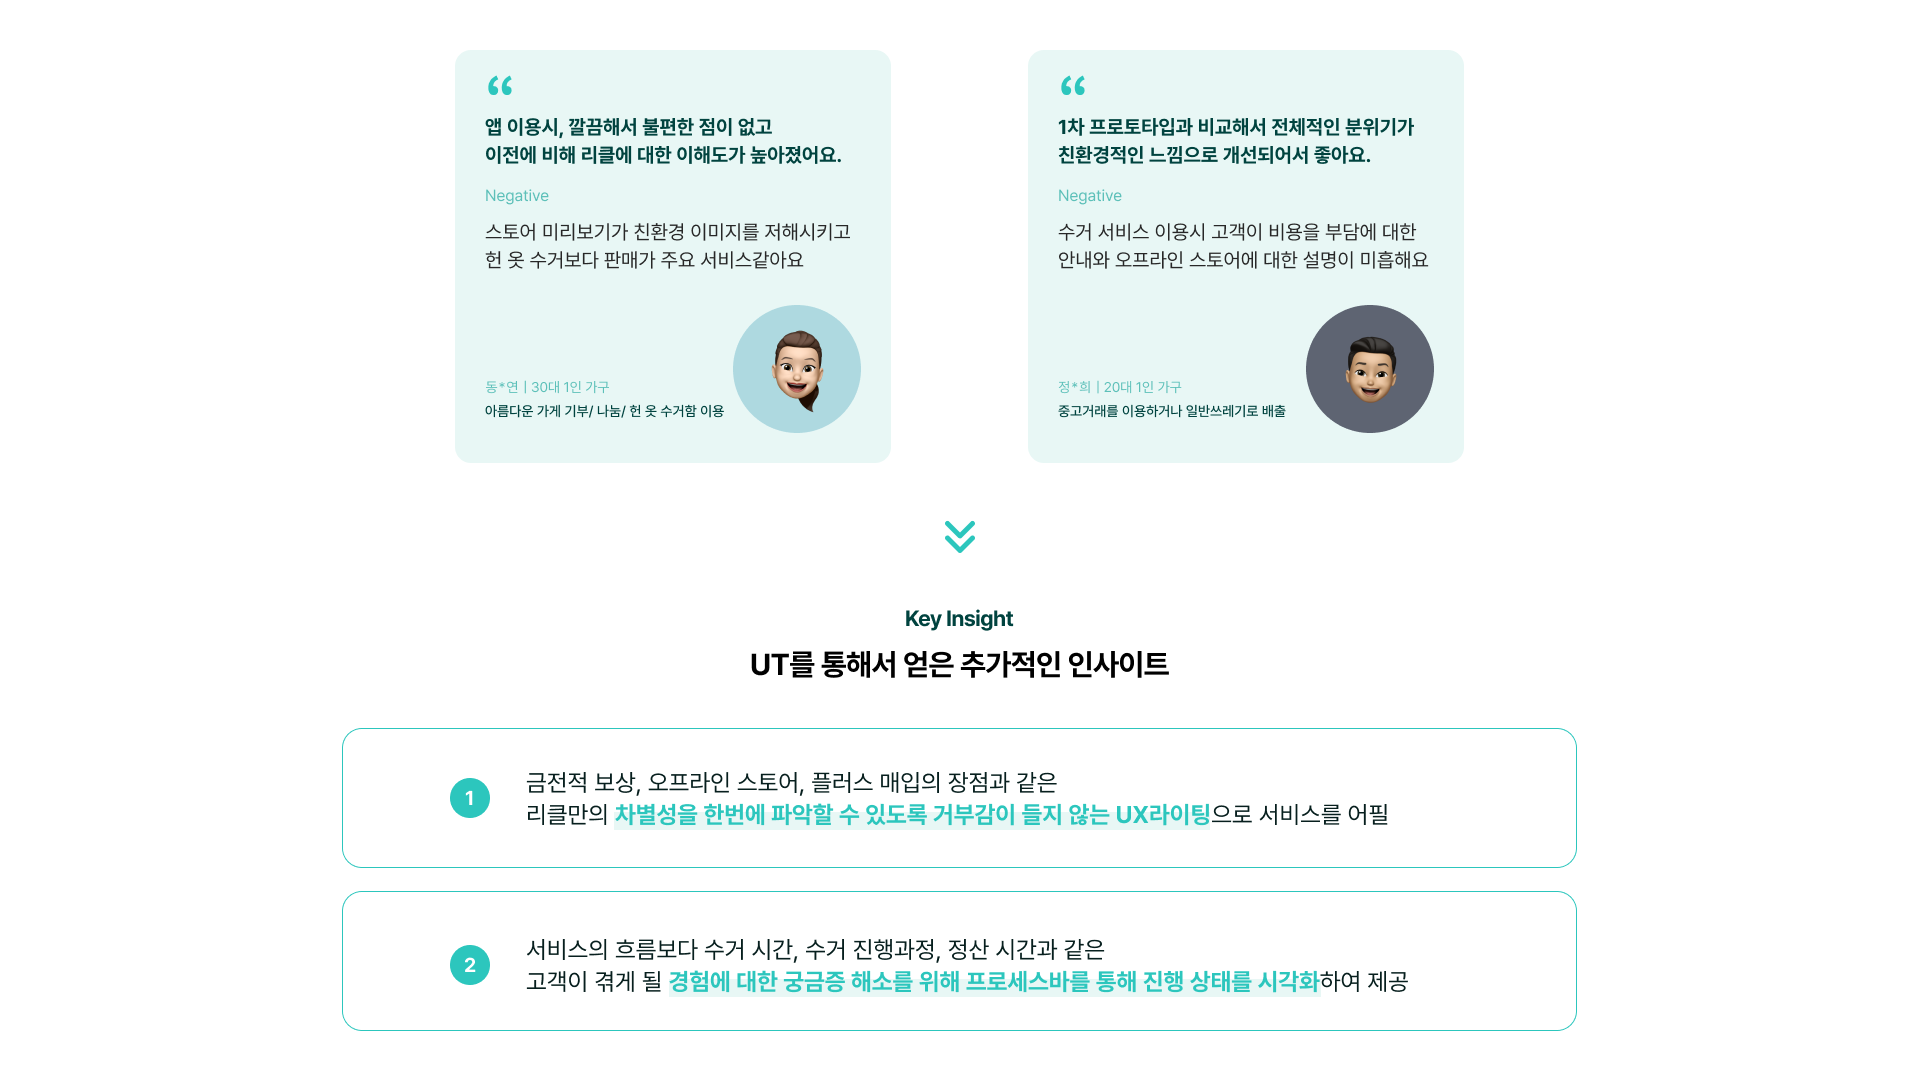 “
앱 이용시, 깔끔해서 불편한 점이 없고
이전에 비해 리클에 대한 이해도가 높아졌어요.
Negative
스토어 미리보기가 친환경 이미지를 저해시키고
헌 옷 수거보다 판매가 주요 서비스같아요
동*연 | 30대 1인 가구
아름다운 가게 기부/ 나눔/ 헌 옷 수거함 이용
“
1차 프로토타입과 비교해서 전체적인 분위기가
친환경적인 느낌으로 개선되어서 좋아요.
Negative
수거 서비스 이용시 고객이 비용을 부담에 대한
안내와 오프라인 스토어에 대한 설명이 미흡해요
정*희 | 20대 1인 가구
중고거래를 이용하거나 일반쓰레기로 배출
Key Insight
UT를 통해서 얻은 추가적인 인사이트
1
금전적 보상, 오프라인 스토어, 플러스 매입의 장점과 같은
리클만의 차별성을 한번에 파악할 수 있도록 거부감이 들지 않는 UX라이팅으로 서비스를 어필
2
서비스의 흐름보다 수거 시간, 수거 진행과정, 정산 시간과 같은
고객이 겪게 될 경험에 대한 궁금증 해소를 위해 프로세스바를 통해 진행 상태를 시각화하여 제공